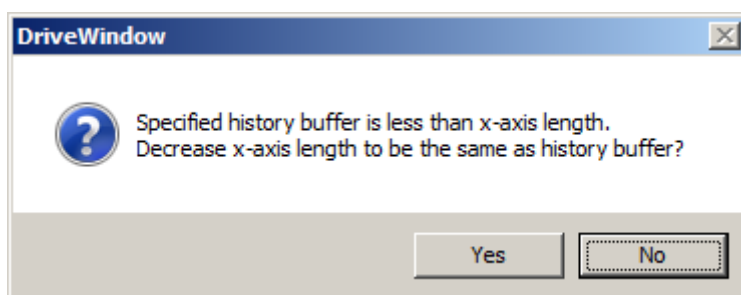 DriveWindow
Specified history buffer is less than x-axis length.
Decrease x-axis length to be the same as history buffer?
Yes No